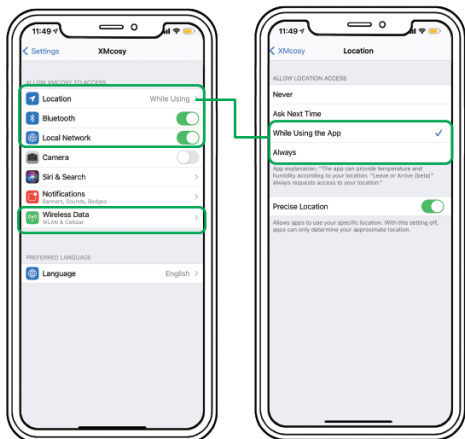 11:49
Settings
XMcosy
ALLOW XMCOSY TO ACCESS
Location
While Using
Bluetooth
Local Network
Camera
Siri & Search
Notifications
Banners, Sounds, Badges
Wireless Data
WLAN & Cellular
PREFERRED LANGUAGE
Language
English
11:49
XMcosy
Location
ALLOW LOCATION ACCESS
Never
Ask Next Time
While Using the App
Always
App explanation: "The app can provide temperature and
humidity according to your location. "Leave or Arrive (beta)"
always requests access to your location."
Precise Location
Allows apps to use your specific location. With this setting off,
apps can only determine your approximate location.